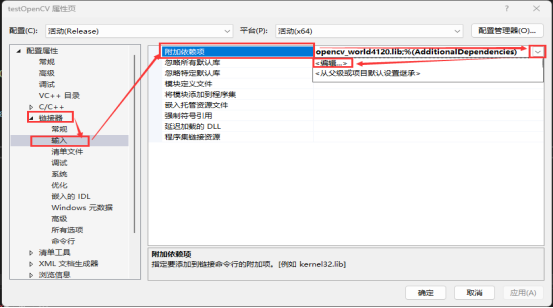 testOpenCV 属性页
? ×
配置(C): 活动(Release) 平台(P): 活动(x64) 配置管理器(O)...
配置属性
常规
高级
调试
VC++ 目录
C/C++
链接器
常规
输入
清单文件
调试
系统
优化
嵌入的 IDL
Windows 元数据
高级
所有选项
命令行
清单工具
XML 文档生成器
浏览信息
附加依赖项 opencv_world4120.lib;%(AdditionalDependencies)
忽略所有默认库 <编辑...>
忽略特定默认库 <从父级或项目默认设置继承>
模块定义文件
将模块添加到程序集
嵌入托管资源文件
强制符号引用
延迟加载的 DLL
程序集链接资源
附加依赖项
指定要添加到链接命令行的附加项。[例如 kernel32.lib]
确定 取消 应用(A)